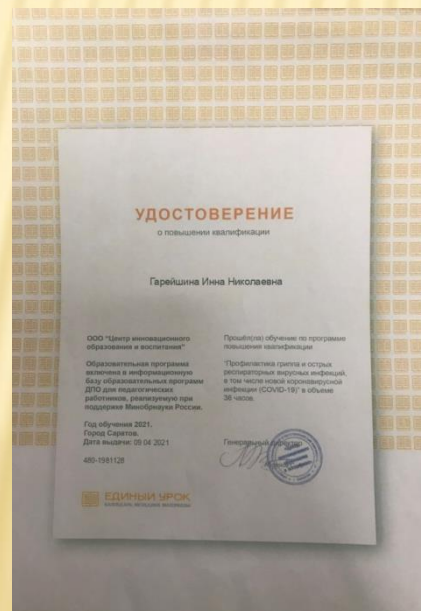 УДОСТОВЕРЕНИЕ
о повышении квалификации
Гарейшина Инна Николаевна
ООО "Центр инновационного
образования и воспитания"
Образовательная программа
включена в информационную
базу образовательных программ
ДПО для педагогических
работников, реализуемую при
поддержке Минобрнауки России.
Год обучения 2021.
Город Саратов.
Дата выдачи: 09.04.2021
480-1981128
Прошёл(ла) обучение по программе
повышения квалификации
"Профилактика гриппа и острых
респираторных вирусных инфекций,
в том числе новой коронавирусной
инфекции (COVID-19)" в объеме
36 часов.
Генеральный директор
ЕДИНЫЙ УРОК